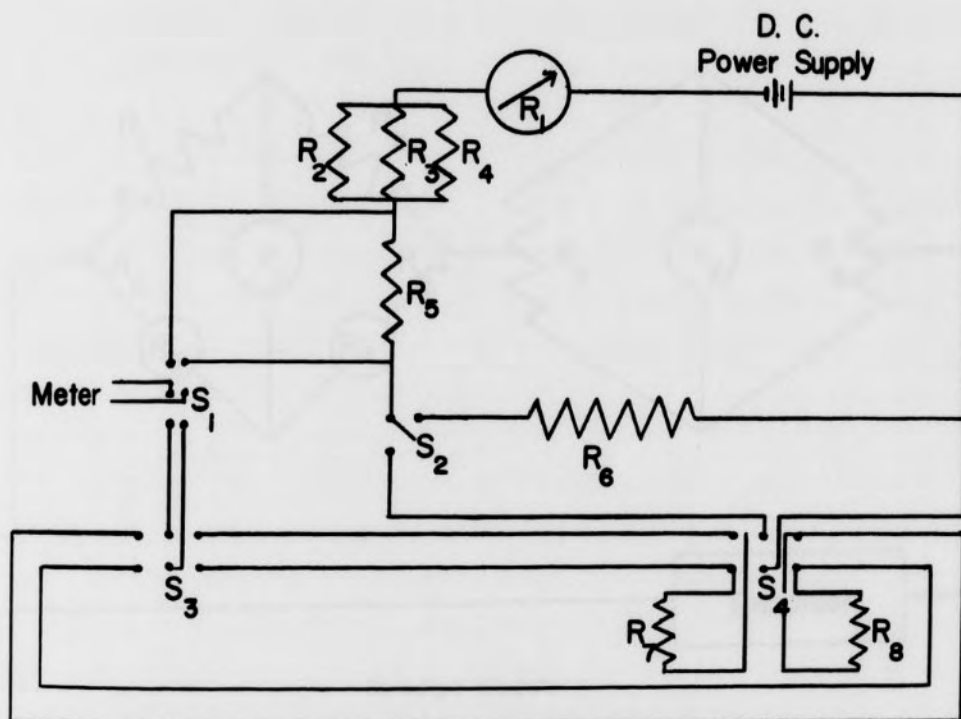 D. C.
Power Supply
R1
R2
R3
R4
R5
Meter
S1
S2
R6
S3
S4
R7
R8